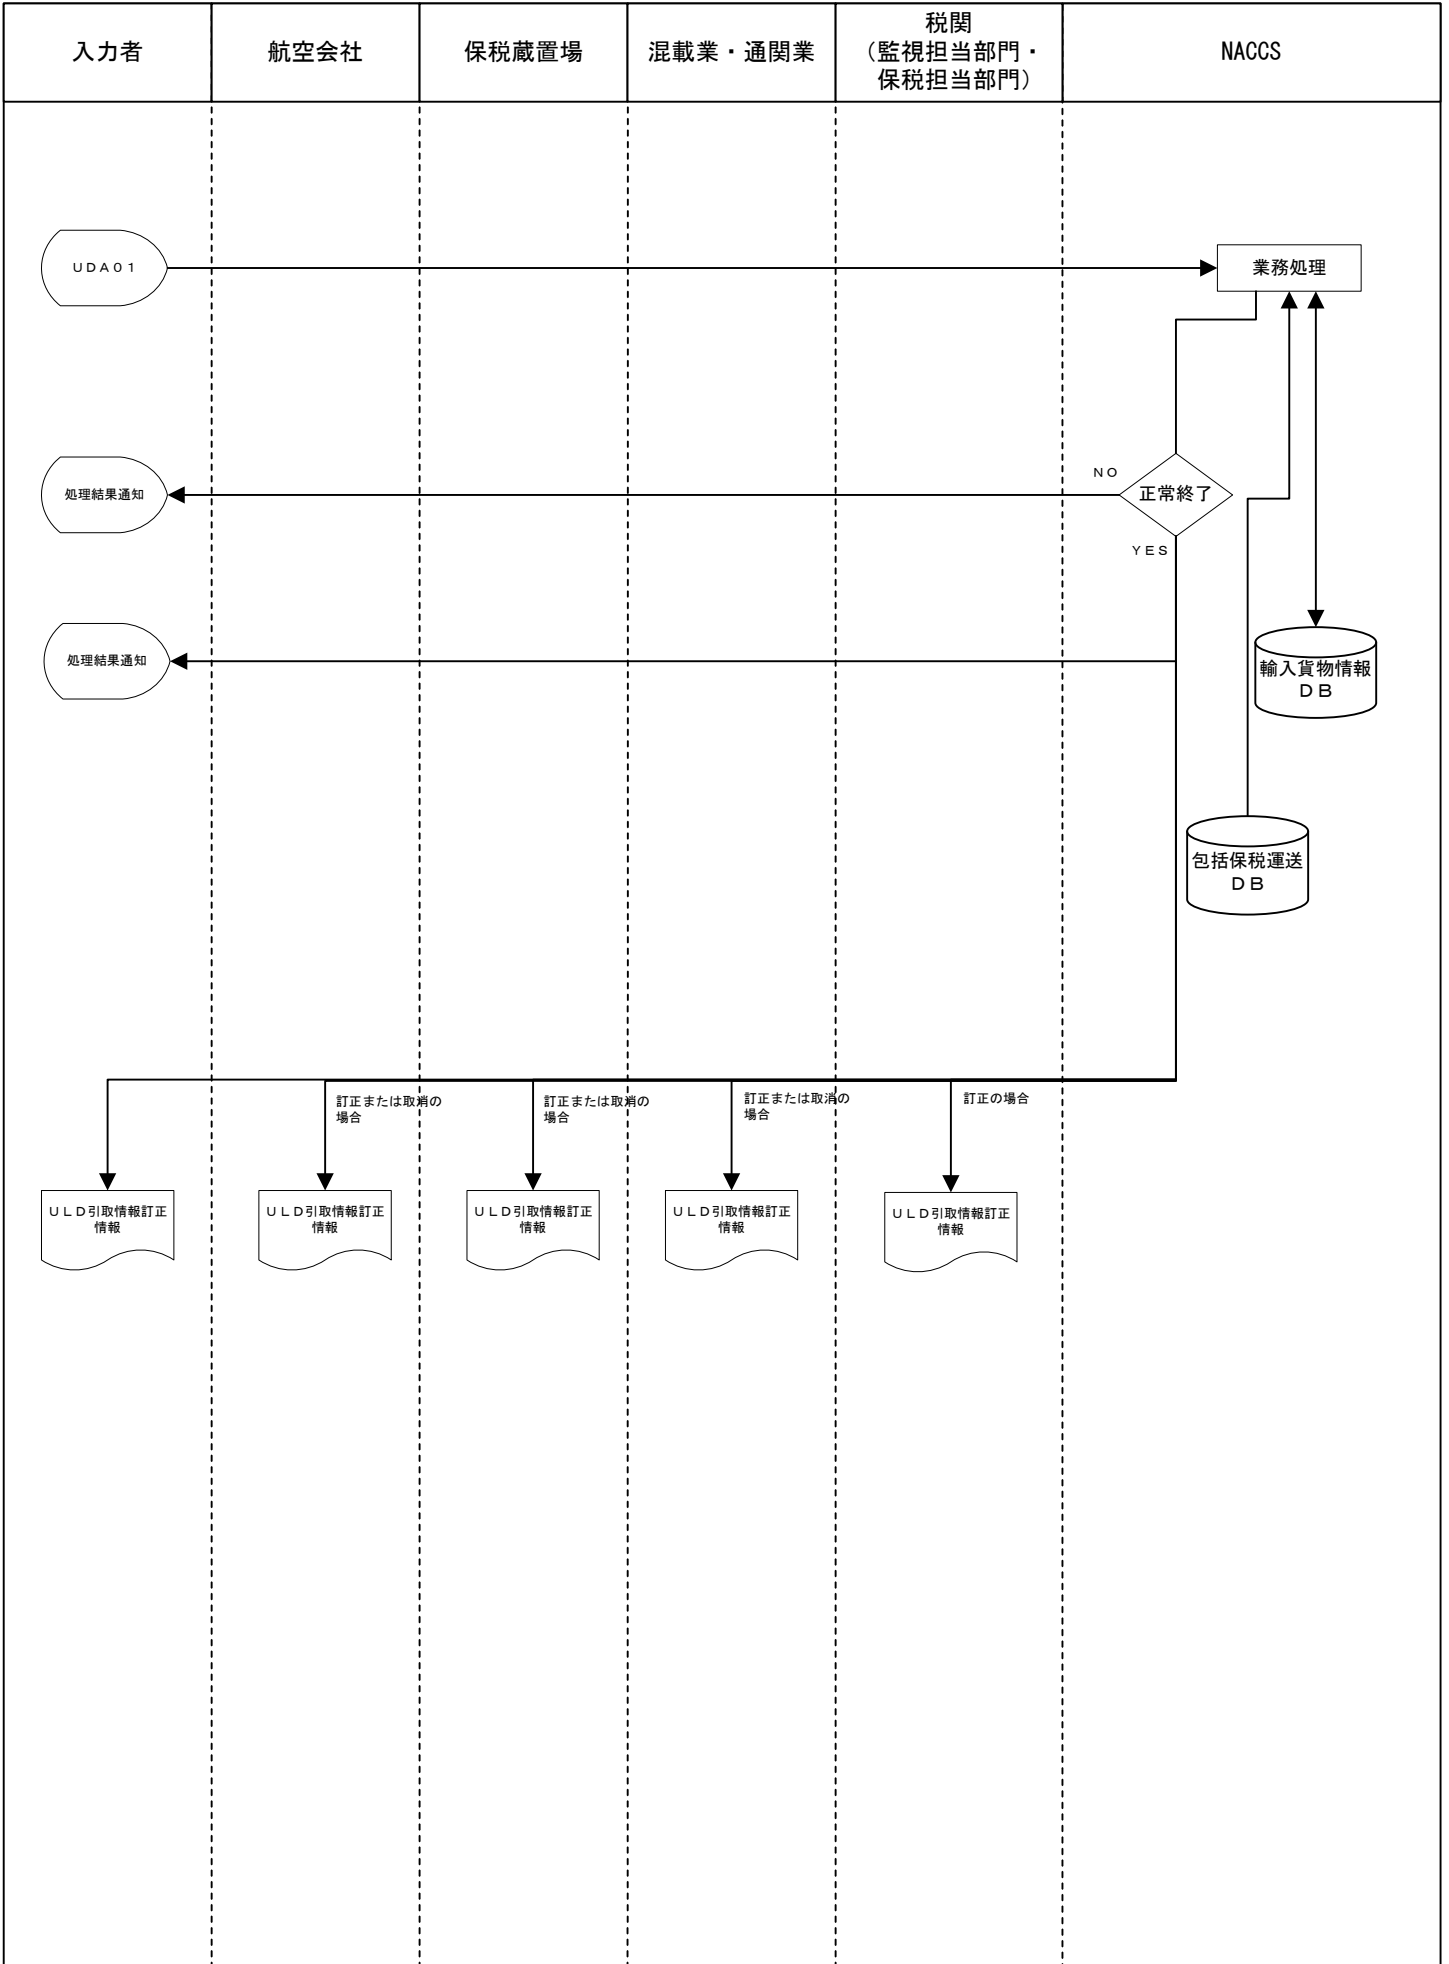 入力者
航空会社
保税蔵置場
混載業・通関業
税関
（監視担当部門・
保税担当部門）
NACCS
ＵＤＡ０１
業務処理
処理結果通知
ＮＯ
正常終了
ＹＥＳ
処理結果通知
輸入貨物情報
ＤＢ
包括保税運送
ＤＢ
訂正または取消の
場合
訂正または取消の
場合
訂正または取消の
場合
訂正の場合
ＵＬＤ引取情報訂正
情報
ＵＬＤ引取情報訂正
情報
ＵＬＤ引取情報訂正
情報
ＵＬＤ引取情報訂正
情報
ＵＬＤ引取情報訂正
情報